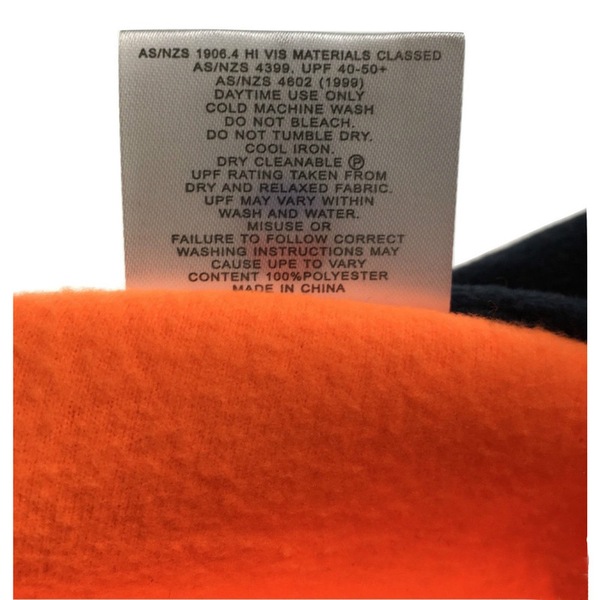 AS/NZS 1906.4 HI VIS MATERIALS CLASSED
AS/NZS 4399, UPF 40-50+
AS/NZS 4602 (1999)
DAYTIME USE ONLY
COLD MACHINE WASH
DO NOT BLEACH.
DO NOT TUMBLE DRY.
COOL IRON.
DRY CLEANABLE Ⓟ
UPF RATING TAKEN FROM
DRY AND RELAXED FABRIC.
UPF MAY VARY WITHIN
WASH AND WATER.
MISUSE OR
FAILURE TO FOLLOW CORRECT
WASHING INSTRUCTIONS MAY
CAUSE UPE TO VARY
CONTENT 100%POLYESTER
MADE IN CHINA